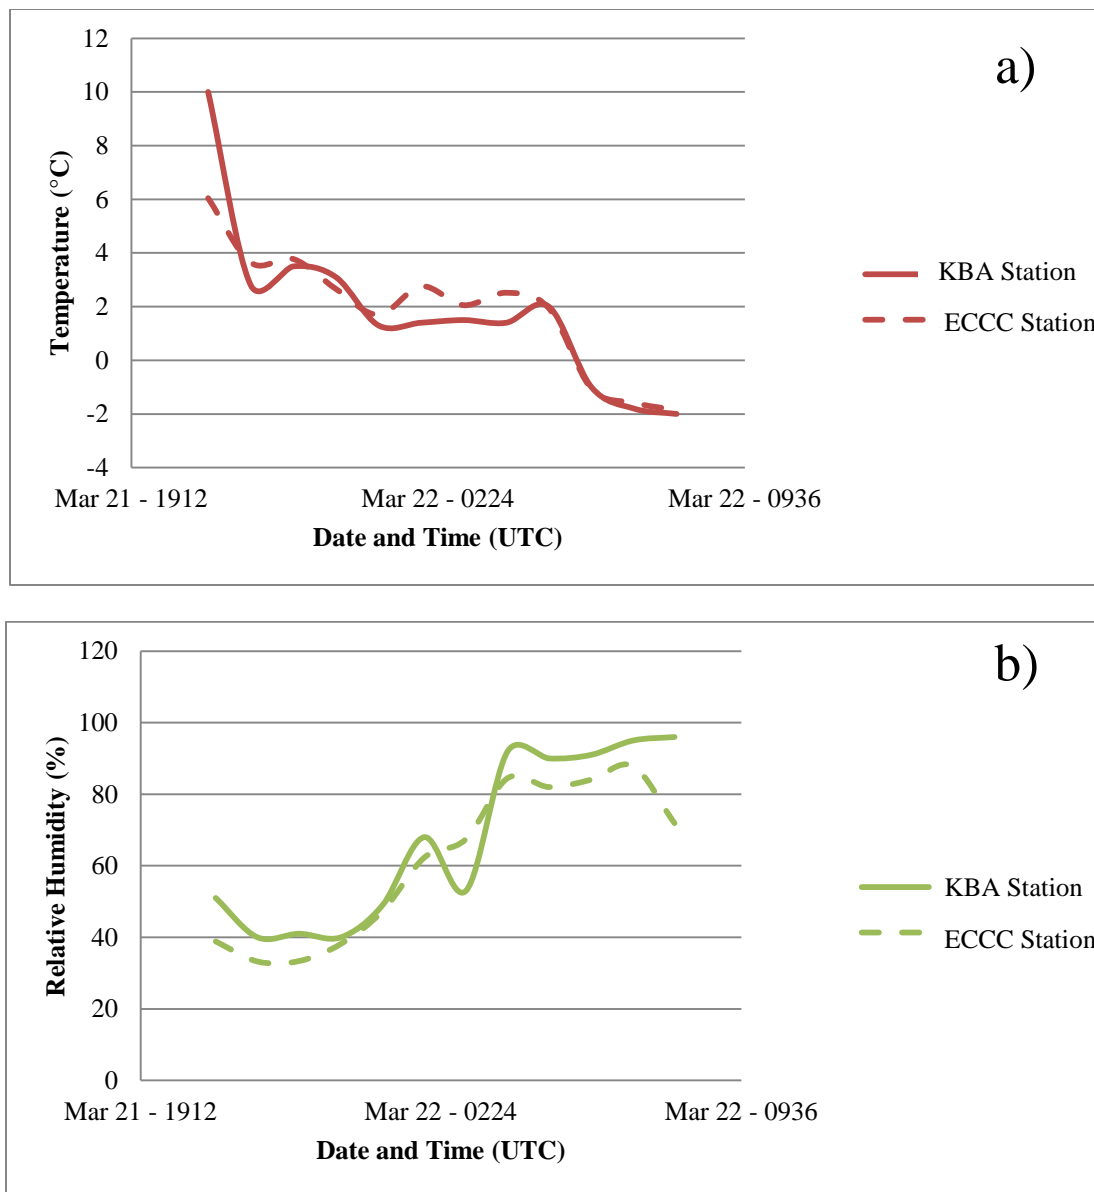 a)
12
10
8
6
4
2
0
-2
-4
Temperature (°C)
Mar 21 - 1912 Mar 22 - 0224 Mar 22 - 0936
Date and Time (UTC)
KBA Station
ECCC Station
b)
120
100
80
60
40
20
0
Relative Humidity (%)
Mar 21 - 1912 Mar 22 - 0224 Mar 22 - 0936
Date and Time (UTC)
KBA Station
ECCC Station